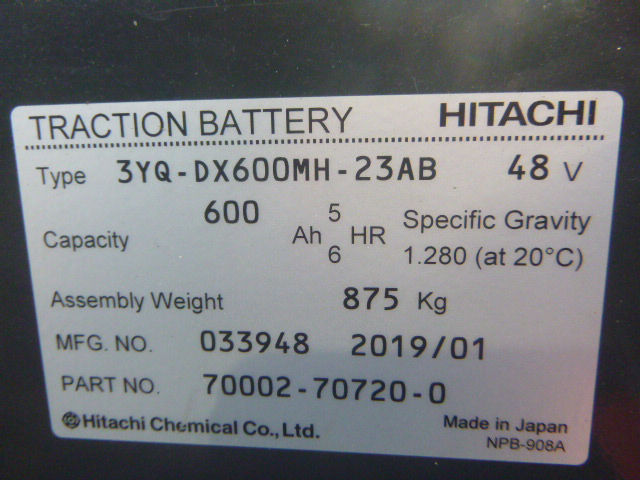 TRACTION BATTERY HITACHI
Type 3YQ-DX600MH-23AB 48 V
Capacity 600 Ah 5 HR Specific Gravity
6 1.280 (at 20°C)
Assembly Weight 875 Kg
MFG. NO. 033948 2019/01
PART NO. 70002-70720-0
Hitachi Chemical Co., Ltd. Made in Japan
NPB-908A